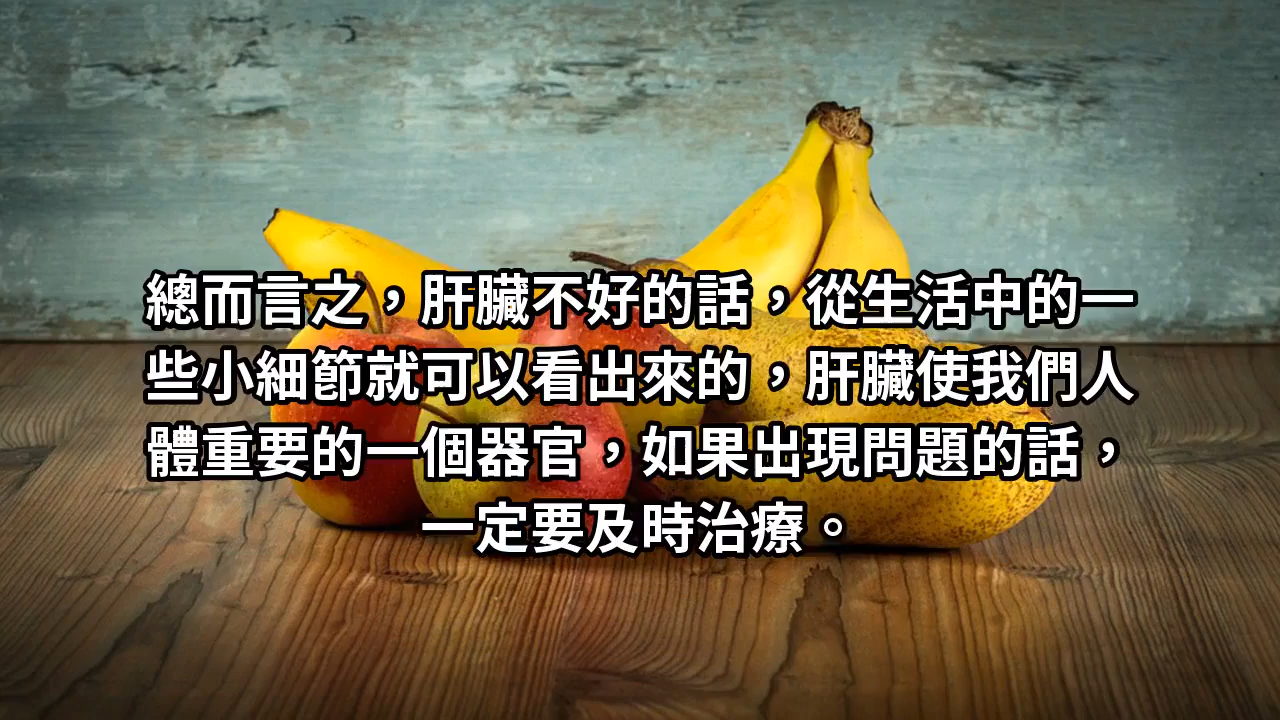 總而言之，肝臟不好的話，從生活中的一
些小細節就可以看出來的，肝臟使我們人
體重要的一個器官，如果出現問題的話，
一定要及時治療。